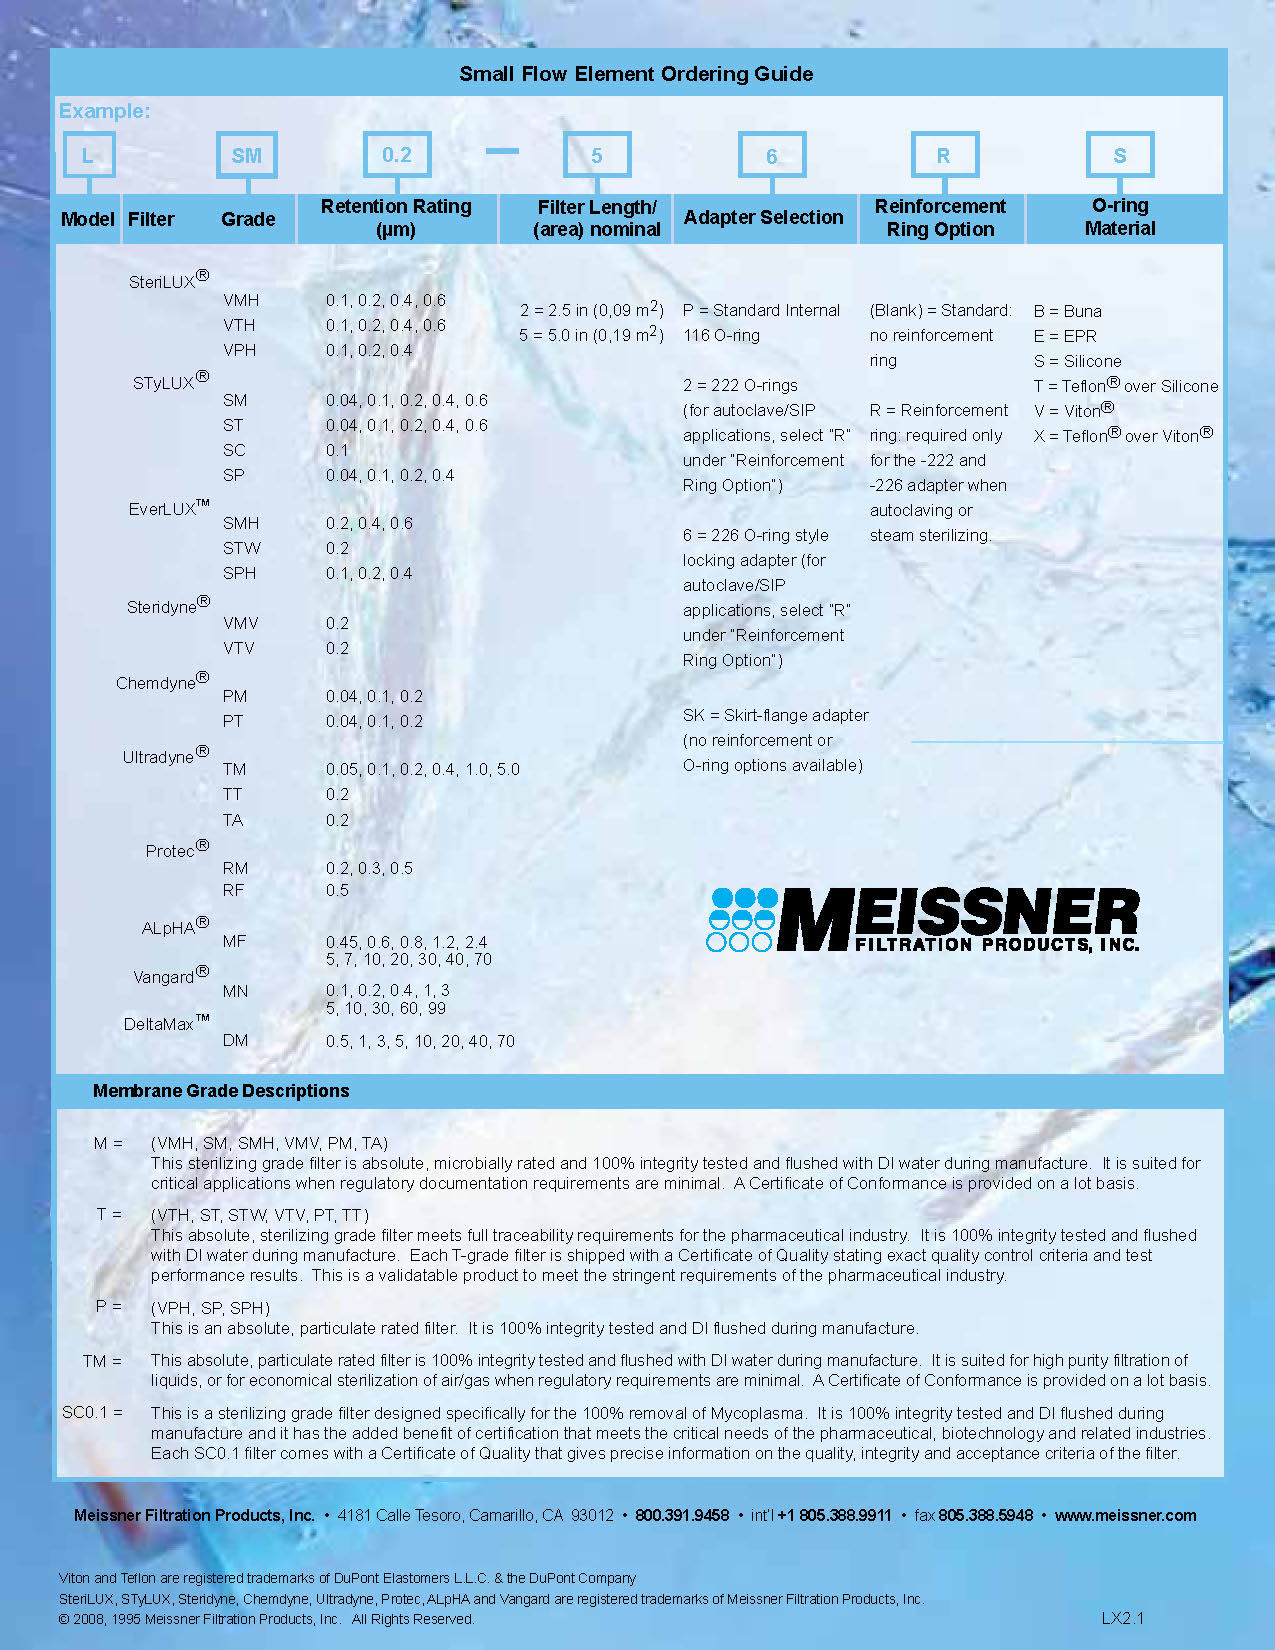 Small Flow Element Ordering Guide
Example:
L SM 0.2 — 5 6 R S
Model Filter Grade
Retention Rating
(µm)
Filter Length/
(area) nominal
Adapter Selection
Reinforcement
Ring Option
O-ring
Material
SteriLUX®
VMH 0.1, 0.2, 0.4, 0.6
VTH 0.1, 0.2, 0.4, 0.6
VPH 0.1, 0.2, 0.4
STyLUX®
SM 0.04, 0.1, 0.2, 0.4, 0.6
ST 0.04, 0.1, 0.2, 0.4, 0.6
SC 0.1
SP 0.04, 0.1, 0.2, 0.4
EverLUX™
SMH 0.2, 0.4, 0.6
STW 0.2
SPH 0.1, 0.2, 0.4
Steridyne®
VMV 0.2
VTV 0.2
Chemdyne®
PM 0.04, 0.1, 0.2
PT 0.04, 0.1, 0.2
Ultradyne®
TM 0.05, 0.1, 0.2, 0.4, 1.0, 5.0
TT 0.2
TA 0.2
Protec®
RM 0.2, 0.3, 0.5
RF 0.5
ALpHA®
MF 0.45, 0.6, 0.8, 1.2, 2.4
5, 7, 10, 20, 30, 40, 70
Vangard®
MN 0.1, 0.2, 0.4, 1, 3
5, 10, 30, 60, 99
DeltaMax™
DM 0.5, 1, 3, 5, 10, 20, 40, 70
2 = 2.5 in (0,09 m2)
5 = 5.0 in (0,19 m2)
P = Standard Internal
116 O-ring
2 = 222 O-rings
(for autoclave/SIP
applications, select "R"
under "Reinforcement
Ring Option")
6 = 226 O-ring style
locking adapter (for
autoclave/SIP
applications, select "R"
under "Reinforcement
Ring Option")
SK = Skirt-flange adapter
(no reinforcement or
O-ring options available)
(Blank) = Standard:
no reinforcement
ring
R = Reinforcement
ring: required only
for the -222 and
-226 adapter when
autoclaving or
steam sterilizing.
B = Buna
E = EPR
S = Silicone
T = Teflon® over Silicone
V = Viton®
X = Teflon® over Viton®
MEISSNER
FILTRATION PRODUCTS, INC.
Membrane Grade Descriptions
M = (VMH, SM, SMH, VMV, PM, TA)
This sterilizing grade filter is absolute, microbially rated and 100% integrity tested and flushed with DI water during manufacture. It is suited for
critical applications when regulatory documentation requirements are minimal. A Certificate of Conformance is provided on a lot basis.
T = (VTH, ST, STW, VTV, PT, TT)
This absolute, sterilizing grade filter meets full traceability requirements for the pharmaceutical industry. It is 100% integrity tested and flushed
with DI water during manufacture. Each T-grade filter is shipped with a Certificate of Quality stating exact quality control criteria and test
performance results. This is a validatable product to meet the stringent requirements of the pharmaceutical industry.
P = (VPH, SP, SPH)
This is an absolute, particulate rated filter. It is 100% integrity tested and DI flushed during manufacture.
TM = This absolute, particulate rated filter is 100% integrity tested and flushed with DI water during manufacture. It is suited for high purity filtration of
liquids, or for economical sterilization of air/gas when regulatory requirements are minimal. A Certificate of Conformance is provided on a lot basis.
SC0.1 = This is a sterilizing grade filter designed specifically for the 100% removal of Mycoplasma. It is 100% integrity tested and DI flushed during
manufacture and it has the added benefit of certification that meets the critical needs of the pharmaceutical, biotechnology and related industries.
Each SC0.1 filter comes with a Certificate of Quality that gives precise information on the quality, integrity and acceptance criteria of the filter.
Meissner Filtration Products, Inc. • 4181 Calle Tesoro, Camarillo, CA 93012 • 800.391.9458 • int'l +1 805.388.9911 • fax 805.388.5948 • www.meissner.com
Viton and Teflon are registered trademarks of DuPont Elastomers L.L.C. & the DuPont Company
SteriLUX, STyLUX, Steridyne, Chemdyne, Ultradyne, Protec, ALpHA and Vangard are registered trademarks of Meissner Filtration Products, Inc.
© 2008, 1995 Meissner Filtration Products, Inc. All Rights Reserved.
LX2.1